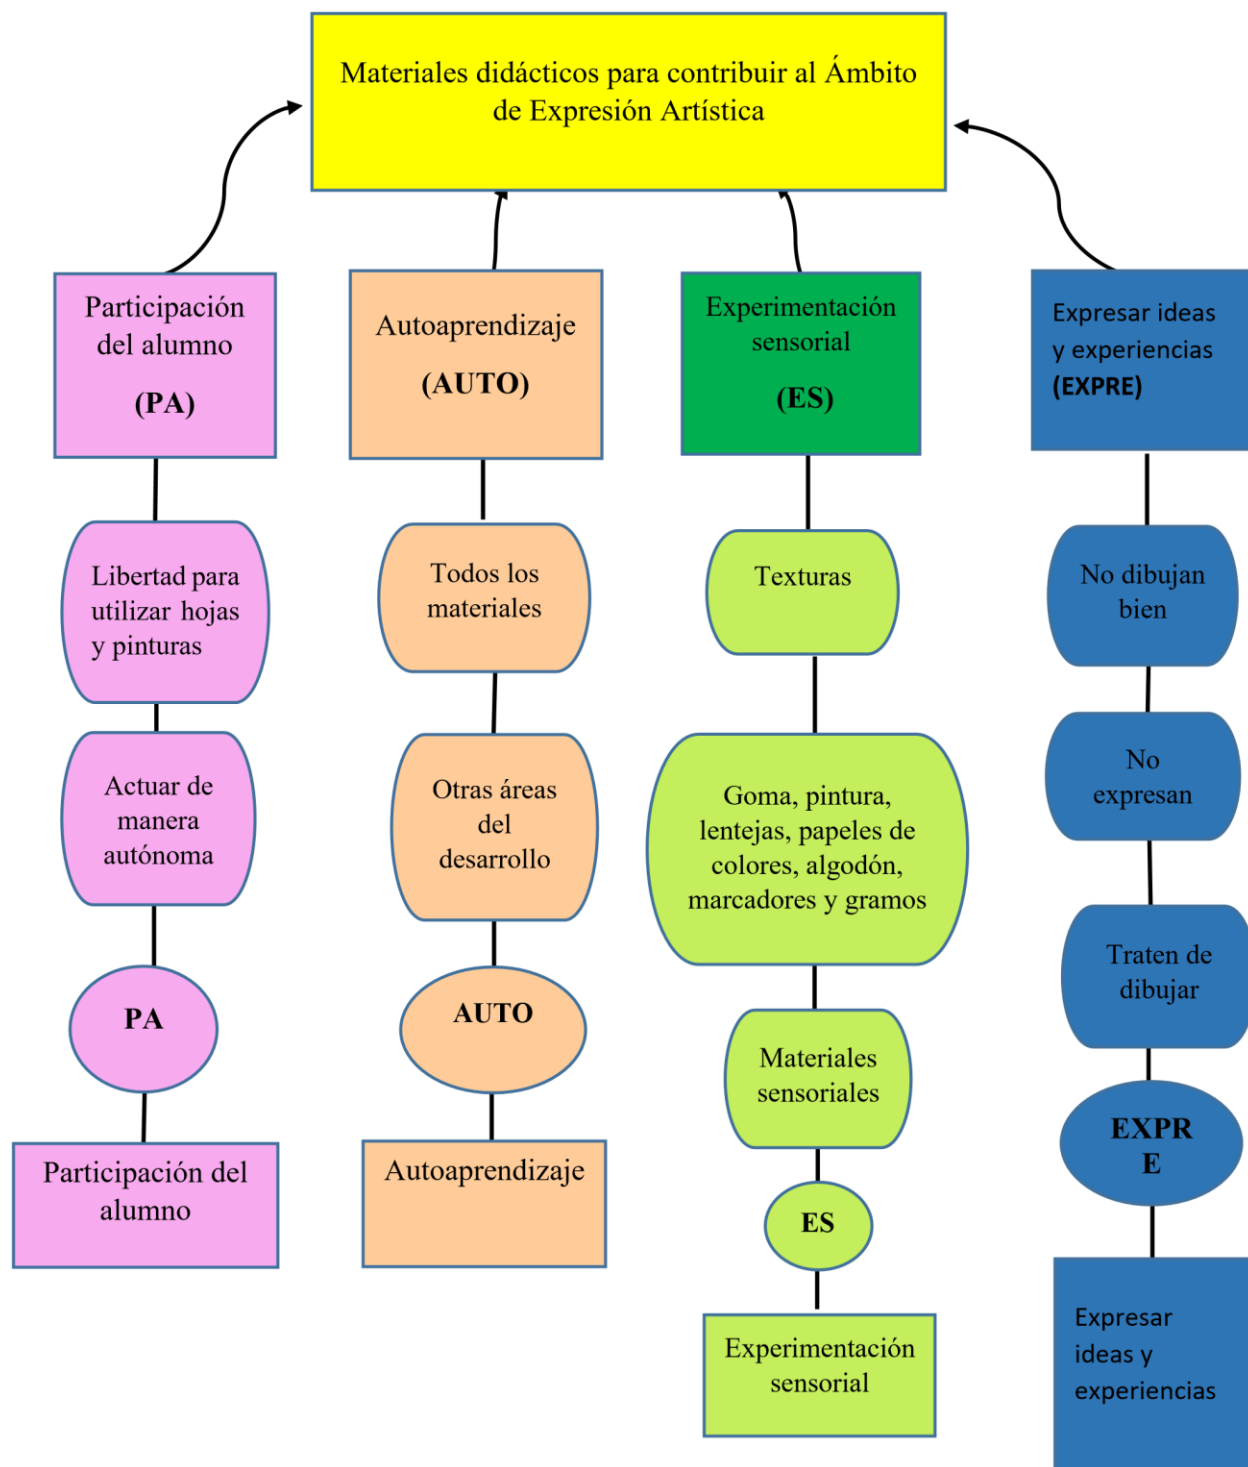 Materiales didácticos para contribuir al Ámbito
de Expresión Artística
Participación
del alumno
(PA)
Libertad para
utilizar hojas
y pinturas
Actuar de
manera
autónoma
PA
Participación del
alumno
Autoaprendizaje
(AUTO)
Todos los
materiales
Otras áreas
del
desarrollo
AUTO
Autoaprendizaje
Experimentación
sensorial
(ES)
Texturas
Goma, pintura,
lentejas, papeles de
colores, algodón,
marcadores y gramos
Materiales
sensoriales
ES
Experimentación
sensorial
Expresar ideas
y experiencias
(EXPRE)
No dibujan
bien
No
expresan
Traten de
dibujar
EXPR
E
Expresar
ideas y
experiencias